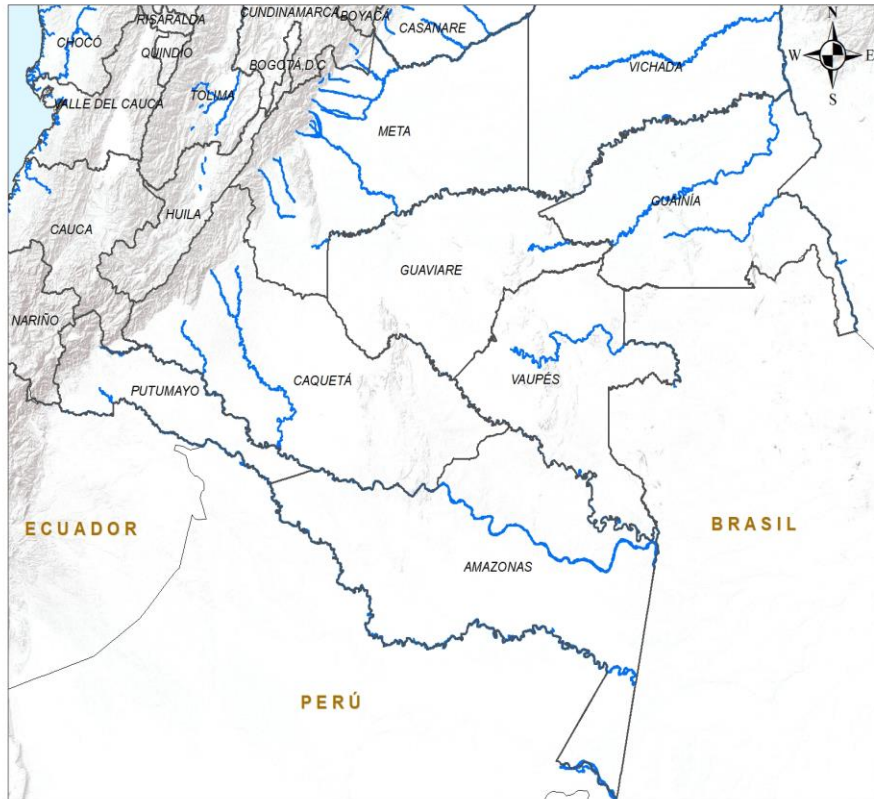 CUNDINAMARCA
BOYACÁ
RISARALDA
N
CASANARE
CHOCÓ
QUINDIO
BOGOTÁ, D.C
W
E
VICHADA
TOLIMA
VALLE DEL CAUCA
S
META
GUAINÍA
HUILA
CAUCA
GUAVIARE
NARIÑO
VAUPÉS
CAQUETÁ
PUTUMAYO
ECUADOR
BRASIL
AMAZONAS
PERÚ